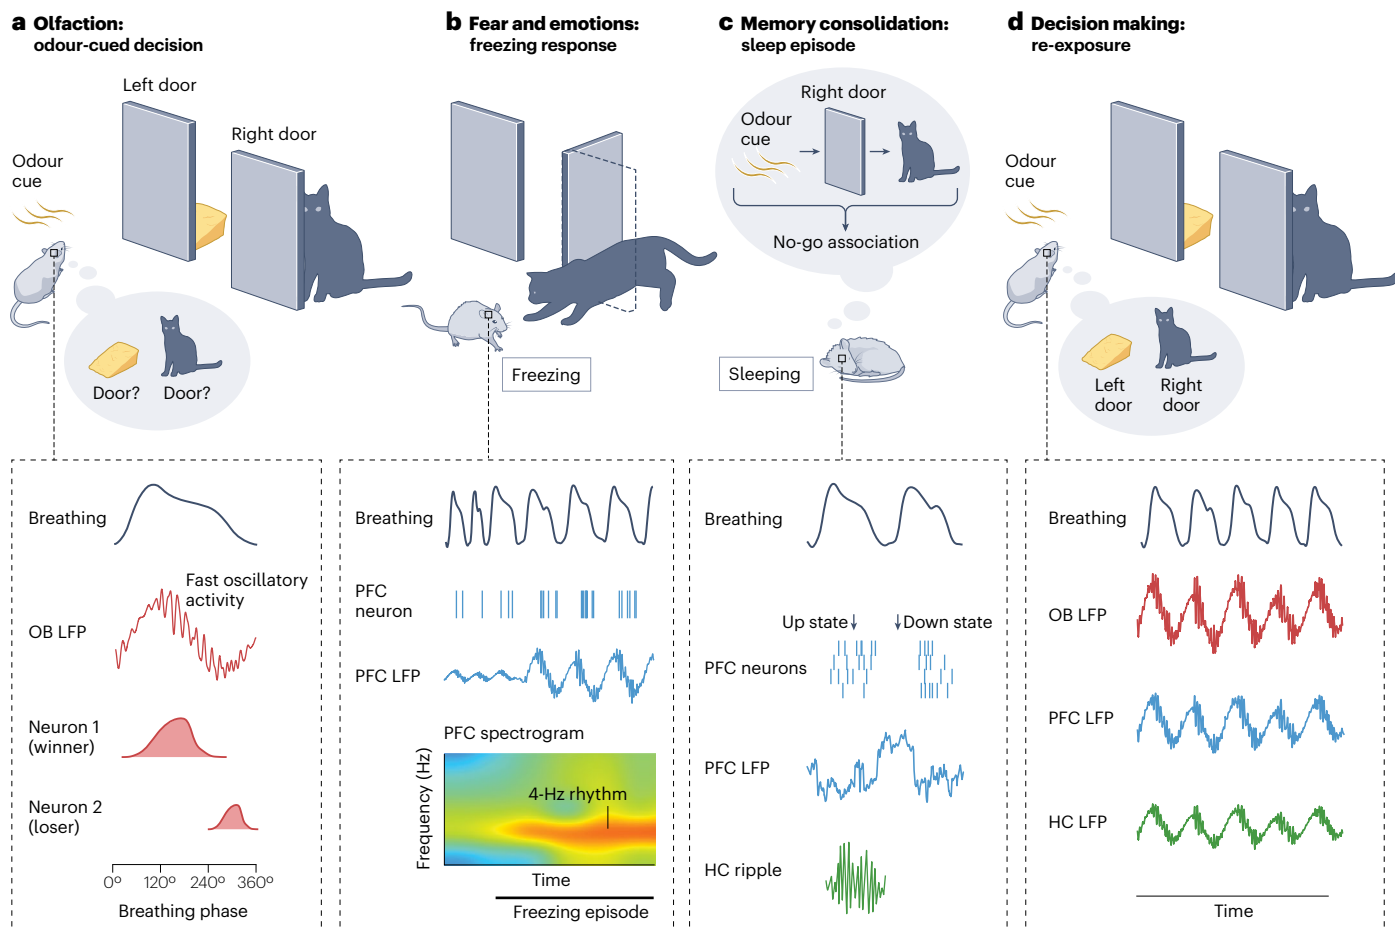 a Olfaction:
odour-cued decision
Left door
Right door
Odour
cue
Door? Door?
Breathing
Fast oscillatory
activity
OB LFP
Neuron 1
(winner)
Neuron 2
(loser)
0º 120º 240º 360º
Breathing phase
b Fear and emotions:
freezing response
Freezing
Breathing
PFC
neuron
PFC LFP
PFC spectrogram
Frequency (Hz)
4-Hz rhythm
Time
Freezing episode
c Memory consolidation:
sleep episode
Right door
Odour
cue
No-go association
Sleeping
Breathing
Up state Down state
PFC neurons
PFC LFP
HC ripple
d Decision making:
re-exposure
Odour
cue
Left
door
Right
door
Breathing
OB LFP
PFC LFP
HC LFP
Time